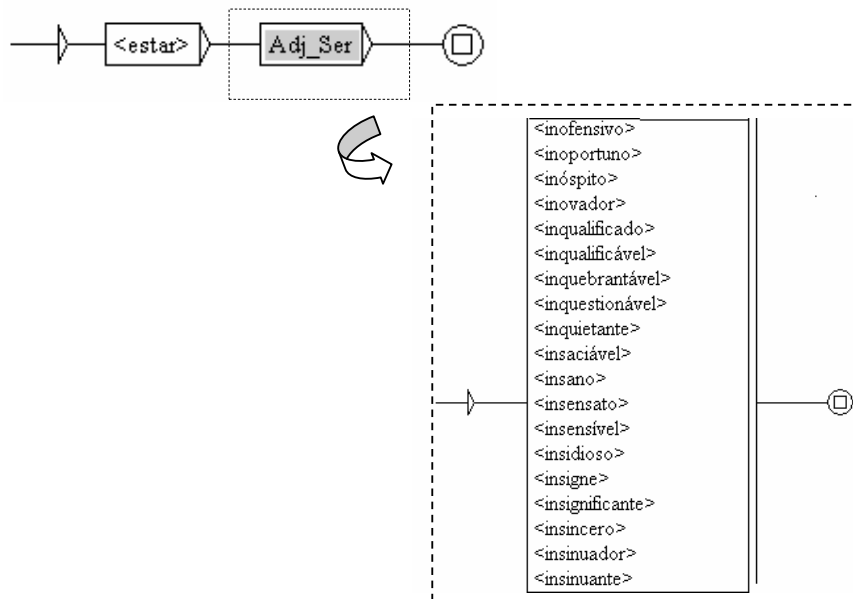 <estar> Adj_Ser
<inofensivo>
<inoportuno>
<inóspito>
<inovador>
<inqualificado>
<inqualificável>
<inquebrantável>
<inquestionável>
<inquietante>
<insaciável>
<insano>
<insensato>
<insensível>
<insidioso>
<insigne>
<insignificante>
<insincero>
<insinuador>
<insinuante>